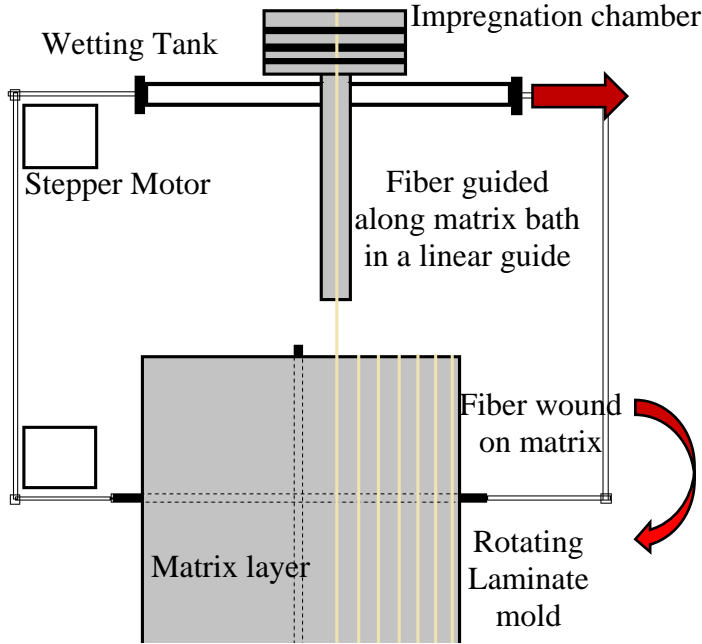 Impregnation chamber
Wetting Tank
Stepper Motor
Fiber guided
along matrix bath
in a linear guide
Fiber wound
on matrix
Matrix layer
Rotating
Laminate
mold